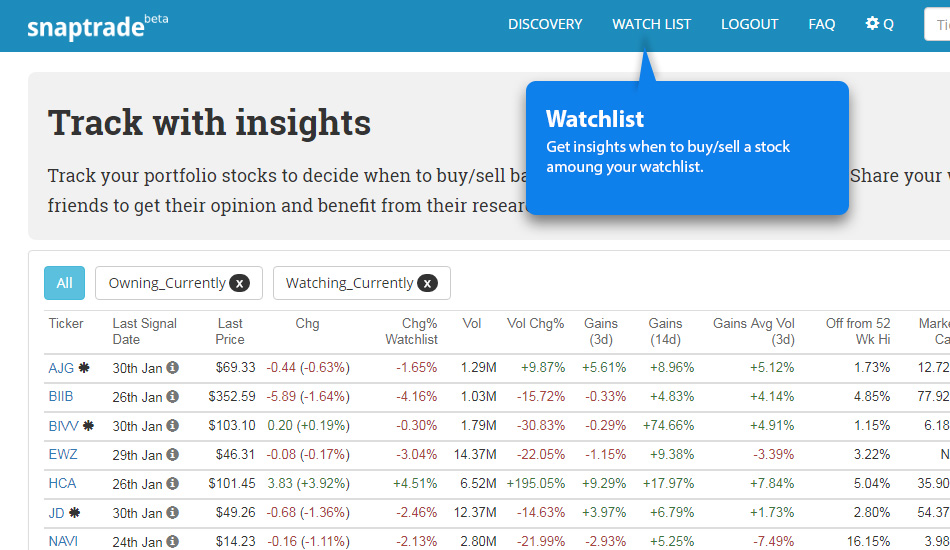 snaptrade beta DISCOVERY WATCH LIST LOGOUT FAQ Q
Watchlist
Get insights when to buy/sell a stock
amoung your watchlist.
Track with insights
Track your portfolio stocks to decide when to buy/sell Share your
friends to get their opinion and benefit from their
All Owning_Currently x Watching_Currently x
Ticker Last Signal Date Last Price Chg Chg% Watchlist Vol Vol Chg% Gains (3d) Gains (14d) Gains Avg Vol (3d) Off from 52 Wk Hi
AJG 30th Jan $69.33 -0.44 (-0.63%) -1.65% 1.29M +9.87% +5.61% +8.96% +5.12% 1.73% 12.72
BIIB 26th Jan $352.59 -5.89 (-1.64%) -4.16% 1.03M -15.72% -0.33% +4.83% +4.14% 4.85% 77.92
BIVV 30th Jan $103.10 0.20 (+0.19%) -0.30% 1.79M -30.83% -0.29% +74.66% +4.91% 1.15% 6.18
EWZ 29th Jan $46.31 -0.08 (-0.17%) -3.04% 14.37M -22.05% -1.15% +9.38% -3.39% 3.22% N
HCA 26th Jan $101.45 3.83 (+3.92%) +4.51% 6.52M +195.05% +9.29% +17.97% +7.84% 5.04% 35.90
JD 30th Jan $49.26 -0.68 (-1.36%) -2.46% 12.37M -14.63% +3.97% +6.79% +1.73% 2.80% 54.37
NAVI 24th Jan $14.23 -0.16 (-1.11%) -2.13% 2.80M -21.99% -2.93% +5.25% -7.49% 16.15% 3.98